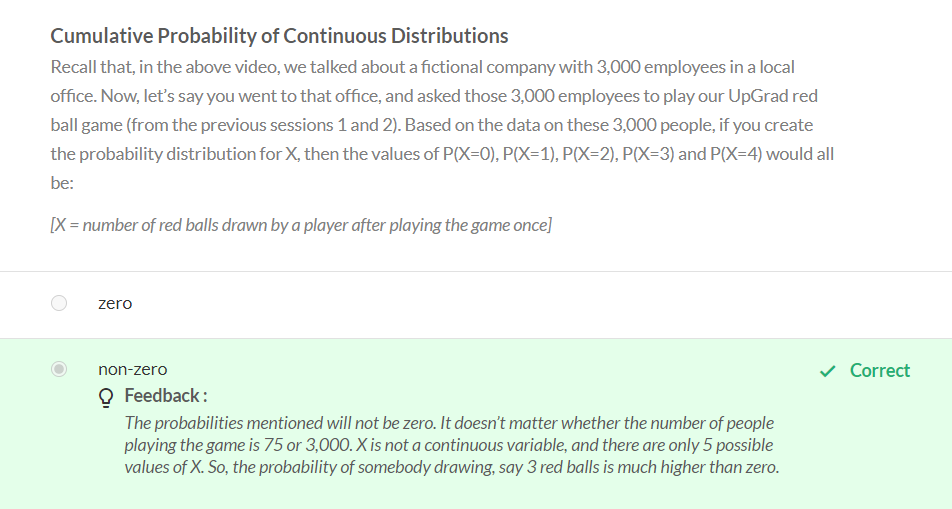 Cumulative Probability of Continuous Distributions
Recall that, in the above video, we talked about a fictional company with 3,000 employees in a local
office. Now, let’s say you went to that office, and asked those 3,000 employees to play our UpGrad red
ball game (from the previous sessions 1 and 2). Based on the data on these 3,000 people, if you create
the probability distribution for X, then the values of P(X=0), P(X=1), P(X=2), P(X=3) and P(X=4) would all
be:
[X = number of red balls drawn by a player after playing the game once]
zero
non-zero
Correct
Feedback :
The probabilities mentioned will not be zero. It doesn’t matter whether the number of people
playing the game is 75 or 3,000. X is not a continuous variable, and there are only 5 possible
values of X. So, the probability of somebody drawing, say 3 red balls is much higher than zero.